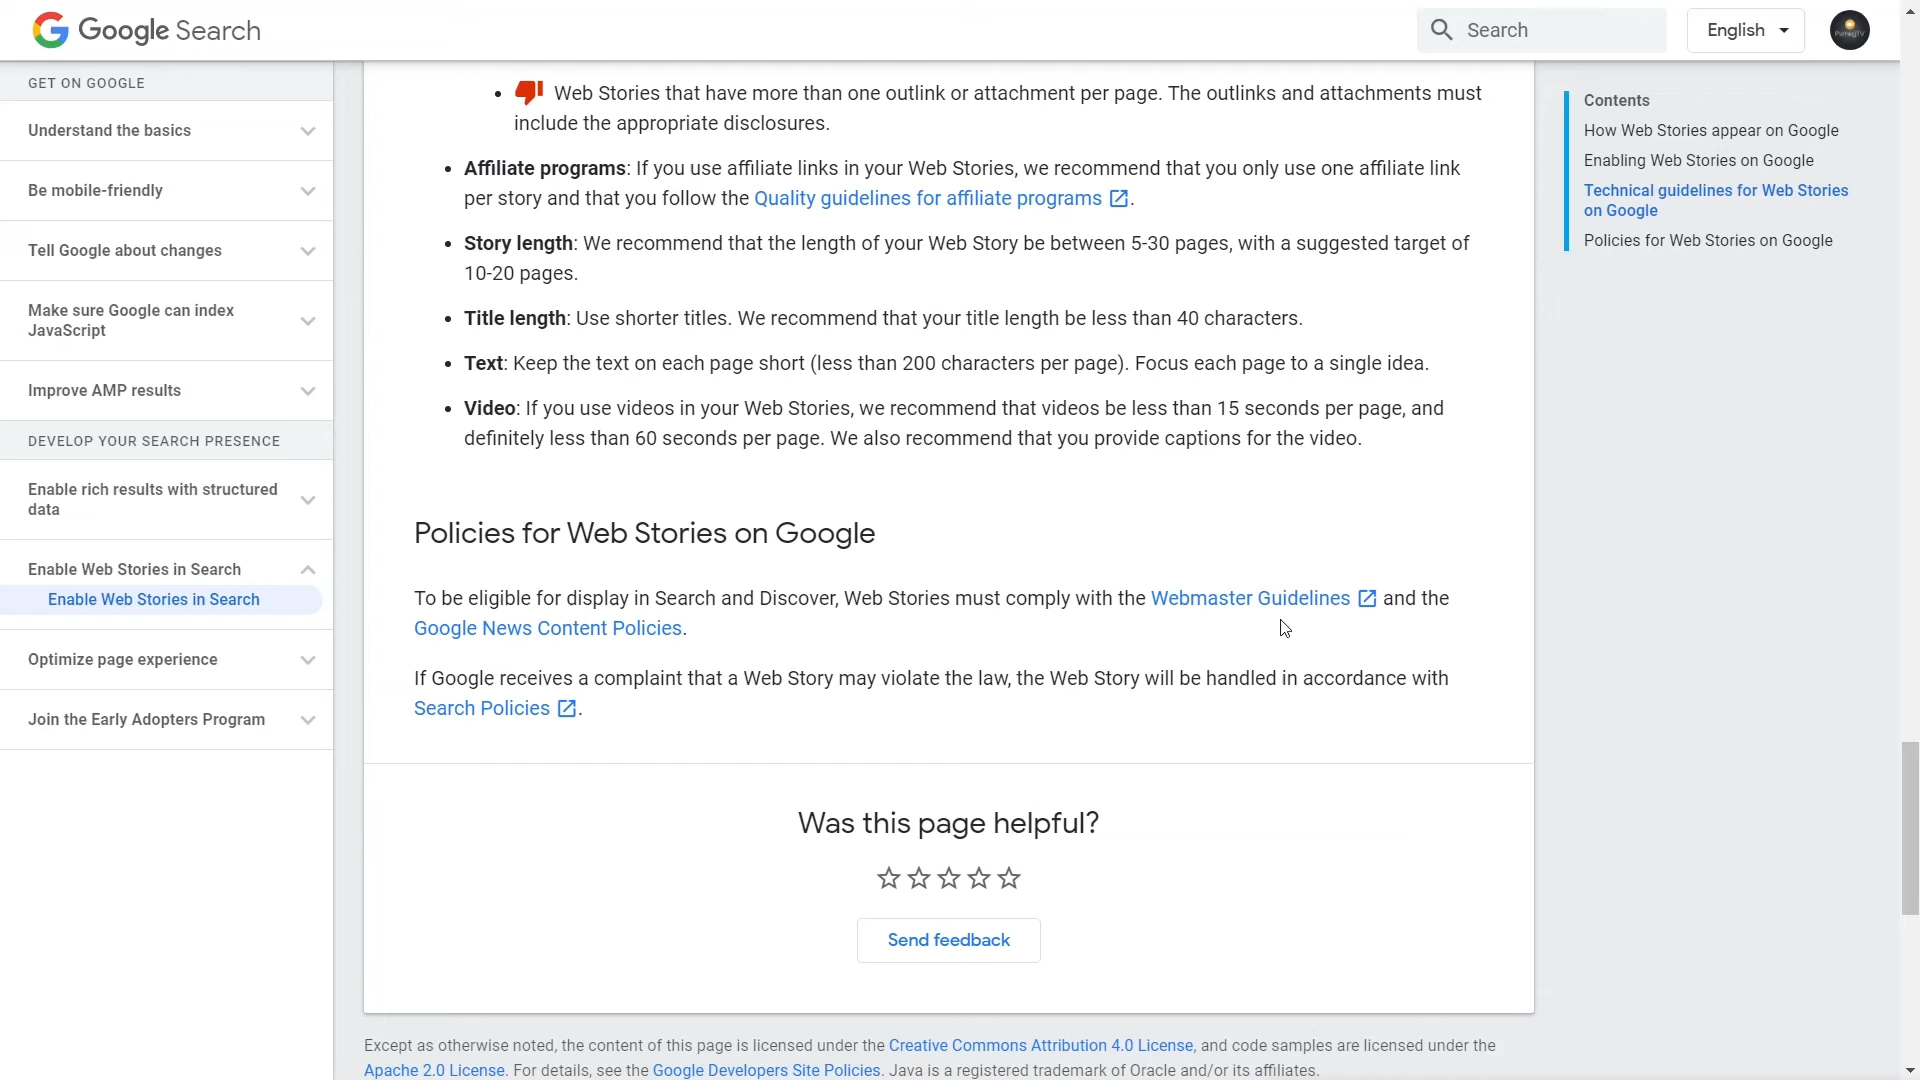 Google Search
Search
English
GET ON GOOGLE
Understand the basics
Be mobile-friendly
Tell Google about changes
Make sure Google can index
JavaScript
Improve AMP results
DEVELOP YOUR SEARCH PRESENCE
Enable rich results with structured
data
Enable Web Stories in Search
Enable Web Stories in Search
Optimize page experience
Join the Early Adopters Program
Web Stories that have more than one outlink or attachment per page. The outlinks and attachments must
include the appropriate disclosures.
Affiliate programs: If you use affiliate links in your Web Stories, we recommend that you only use one affiliate link
per story and that you follow the Quality guidelines for affiliate programs.
Story length: We recommend that the length of your Web Story be between 5-30 pages, with a suggested target of
10-20 pages.
Title length: Use shorter titles. We recommend that your title length be less than 40 characters.
Text: Keep the text on each page short (less than 200 characters per page). Focus each page to a single idea.
Video: If you use videos in your Web Stories, we recommend that videos be less than 15 seconds per page, and
definitely less than 60 seconds per page. We also recommend that you provide captions for the video.
Policies for Web Stories on Google
To be eligible for display in Search and Discover, Web Stories must comply with the Webmaster Guidelines and the
Google News Content Policies.
If Google receives a complaint that a Web Story may violate the law, the Web Story will be handled in accordance with
Search Policies.
Was this page helpful?
Send feedback
Except as otherwise noted, the content of this page is licensed under the Creative Commons Attribution 4.0 License, and code samples are licensed under the
Apache 2.0 License. For details, see the Google Developers Site Policies. Java is a registered trademark of Oracle and/or its affiliates.
Contents
How Web Stories appear on Google
Enabling Web Stories on Google
Technical guidelines for Web Stories
on Google
Policies for Web Stories on Google